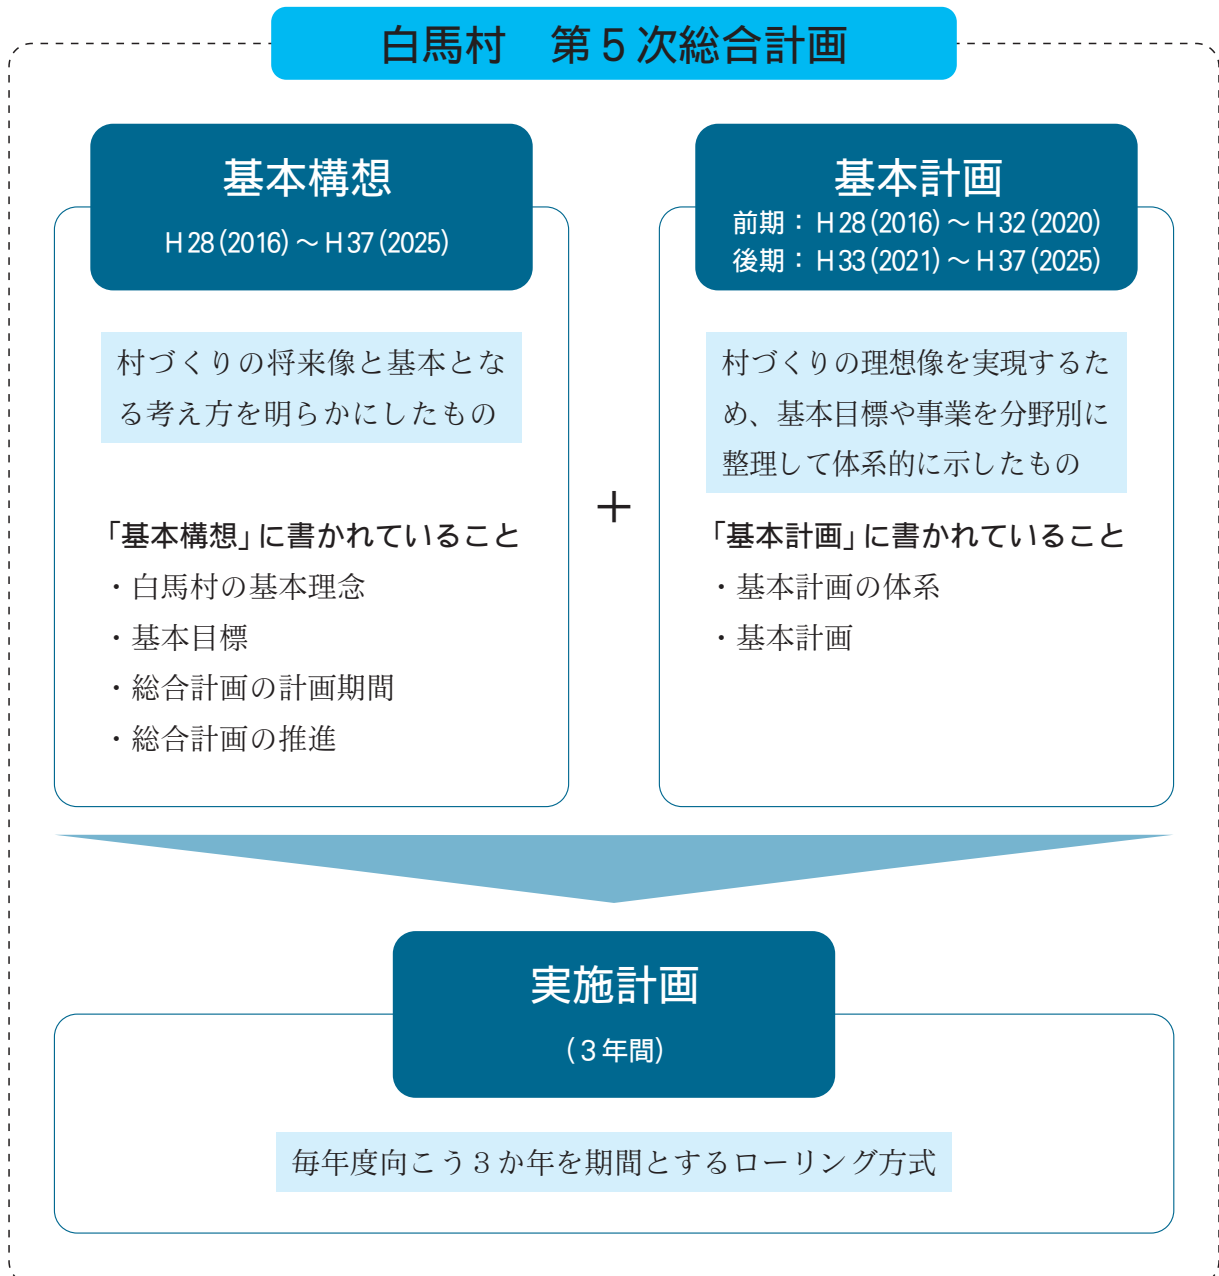 白馬村　第５次総合計画
基本構想
H28(2016)～H37(2025)
村づくりの将来像と基本とな
る考え方を明らかにしたもの
「基本構想」に書かれていること
・白馬村の基本理念
・基本目標
・総合計画の計画期間
・総合計画の推進
＋
基本計画
前期：H28(2016)～H32(2020)
後期：H33(2021)～H37(2025)
村づくりの理想像を実現するた
め、基本目標や事業を分野別に
整理して体系的に示したもの
「基本計画」に書かれていること
・基本計画の体系
・基本計画
実施計画
(３年間)
毎年度向こう３か年を期間とするローリング方式